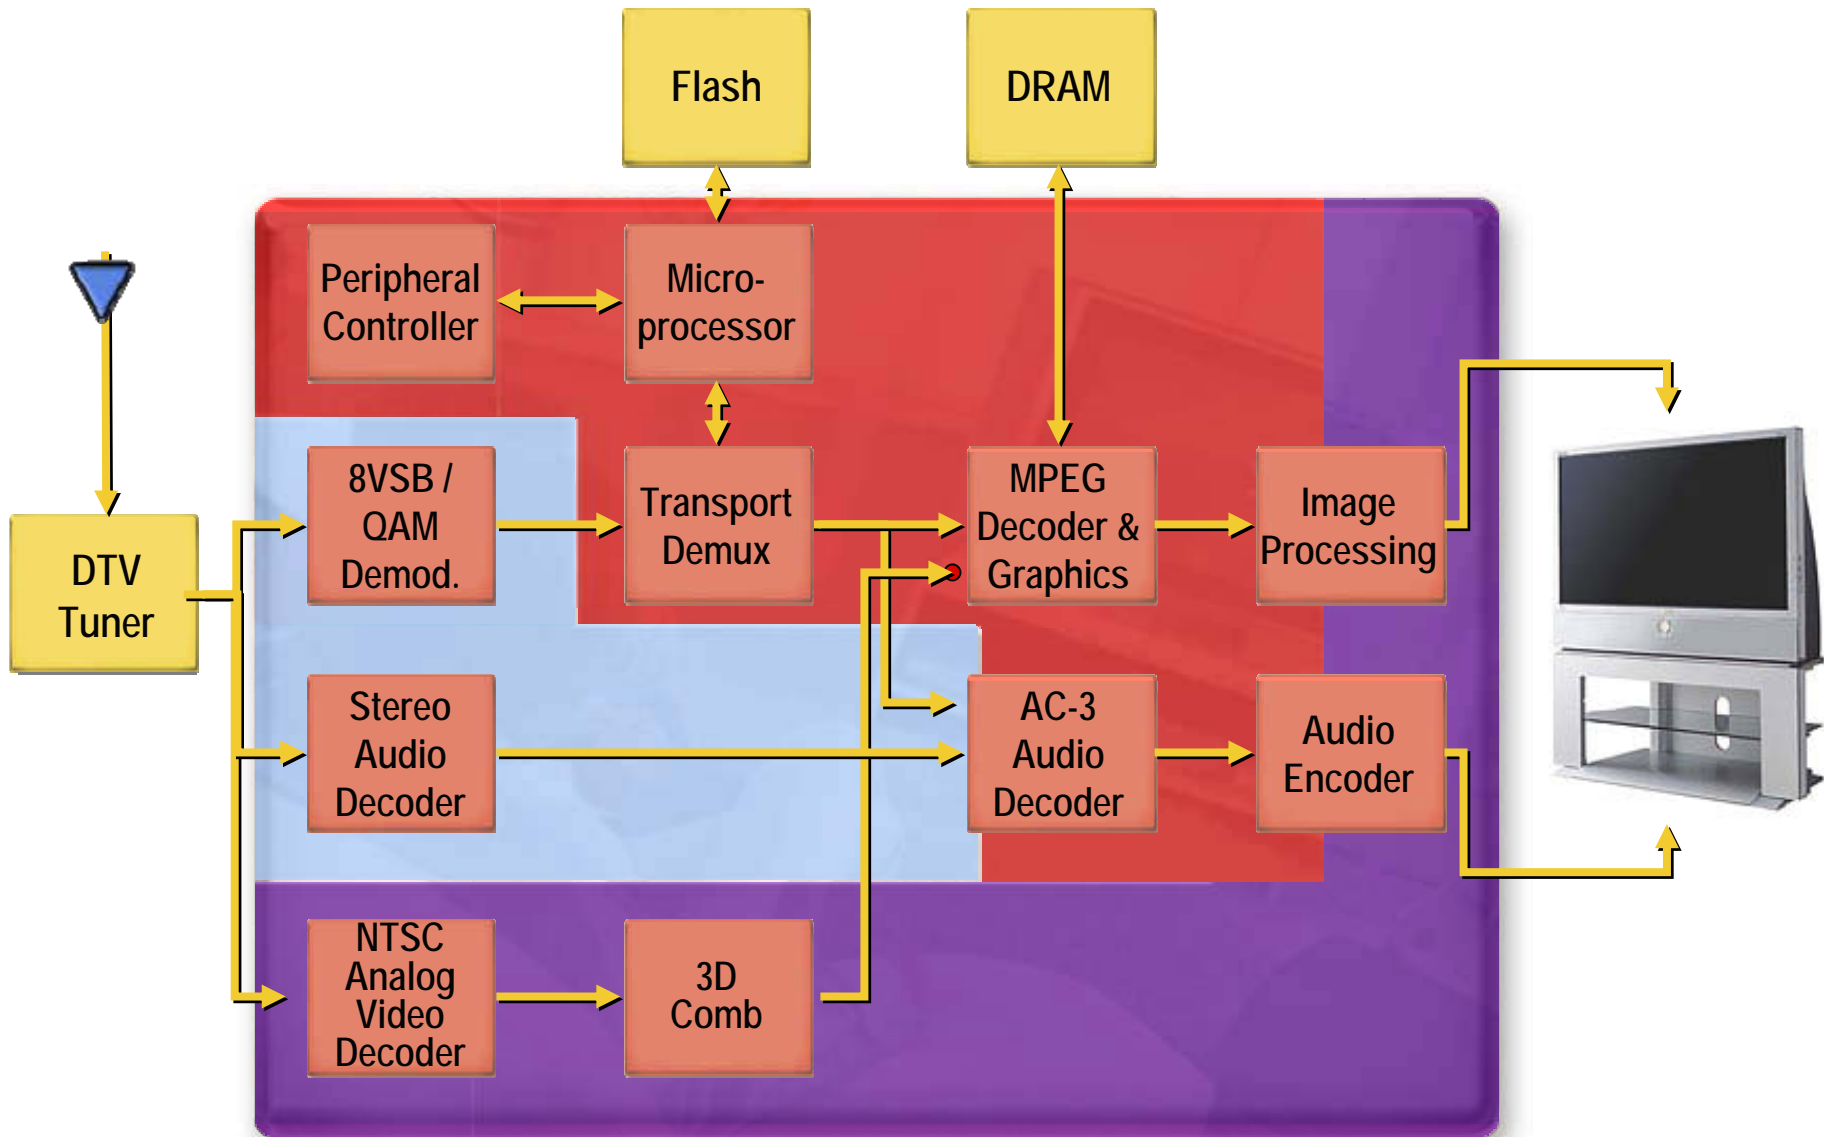 Flash
DRAM
Peripheral
Controller
Micro-
processor
DTV
Tuner
8VSB /
QAM
Demod.
Transport
Demux
MPEG
Decoder &
Graphics
Image
Processing
Stereo
Audio
Decoder
AC-3
Audio
Decoder
Audio
Encoder
NTSC
Analog
Video
Decoder
3D
Comb